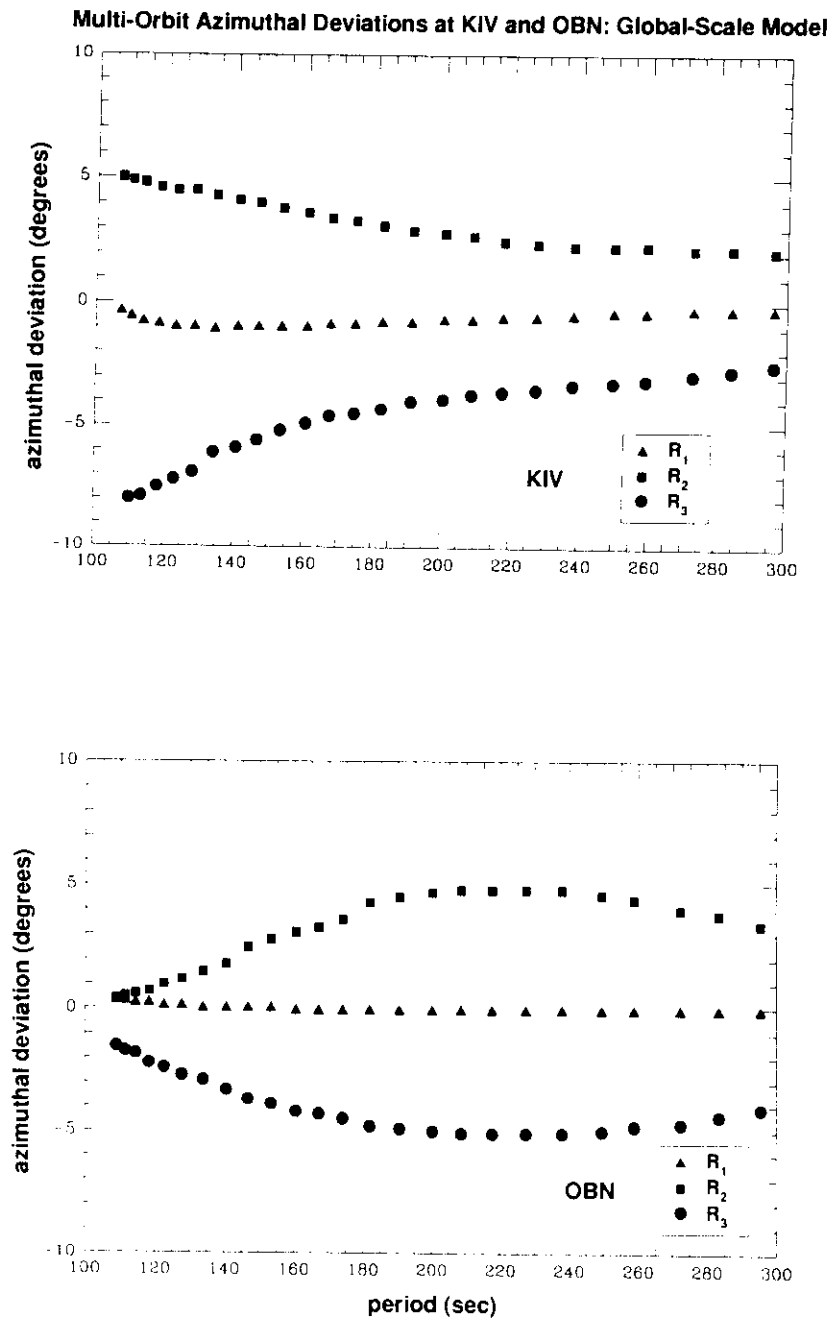 Multi-Orbit Azimuthal Deviations at KIV and OBN: Global-Scale Model
10
5
0
-5
-10
azimuthal deviation (degrees)
KIV
R1
R2
R3
100 120 140 160 180 200 220 240 260 280 300
10
5
0
-5
-10
azimuthal deviation (degrees)
OBN
R1
R2
R3
100 120 140 160 180 200 220 240 260 280 300
period (sec)